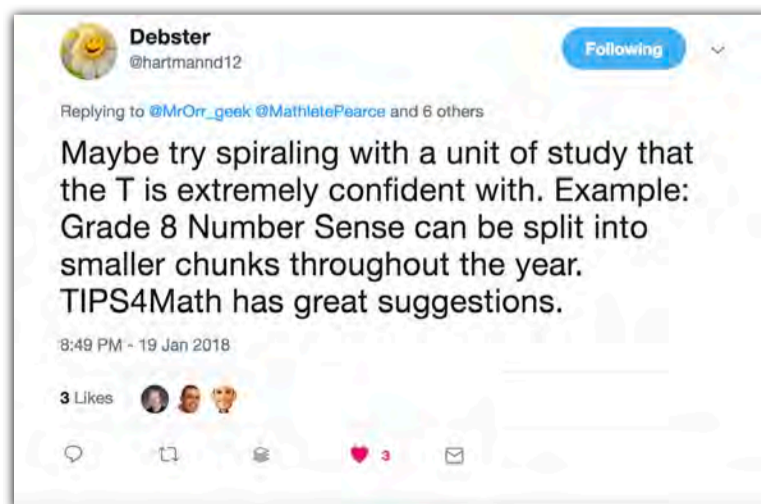 Debster
@hartmannd12
Following
Replying to @MrOrr_geek @MathletePearce and 6 others
Maybe try spiraling with a unit of study that
the T is extremely confident with. Example:
Grade 8 Number Sense can be split into
smaller chunks throughout the year.
TIPS4Math has great suggestions.
8:49 PM - 19 Jan 2018
3 Likes
3